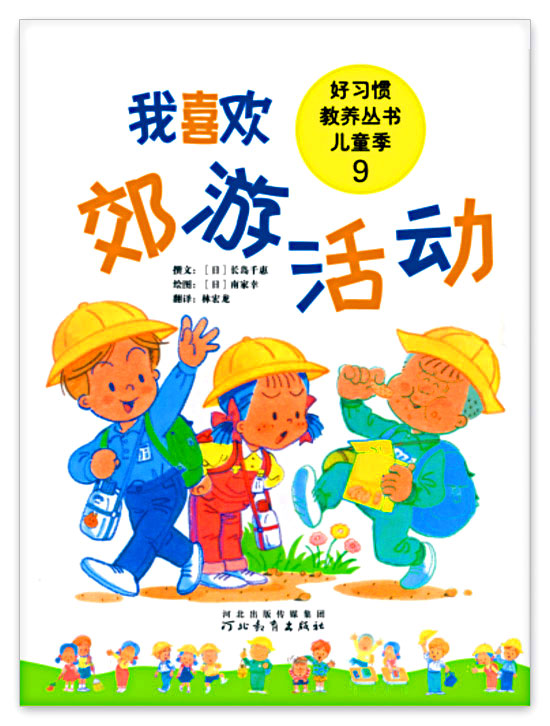 我喜欢
好习惯
教养丛书
儿童季
9
郊游活动
撰文：［日］长岛千惠
绘图：［日］南家幸
翻译：林宏龙
河北出版传媒集团
河北教育出版社